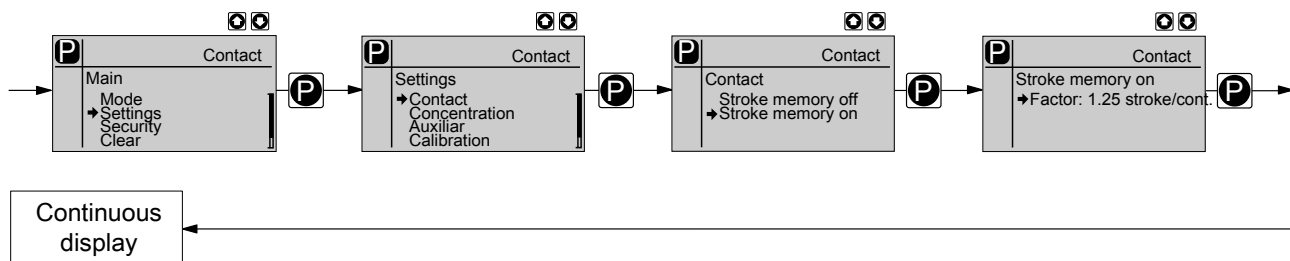 P Contact
Main
Mode
Settings
Security
Clear
P
P Contact
Settings
Contact
Concentration
Auxiliar
Calibration
P
P Contact
Contact
Stroke memory off
Stroke memory on
P
P Contact
Stroke memory on
Factor: 1.25 stroke/cont.
P
Continuous
display